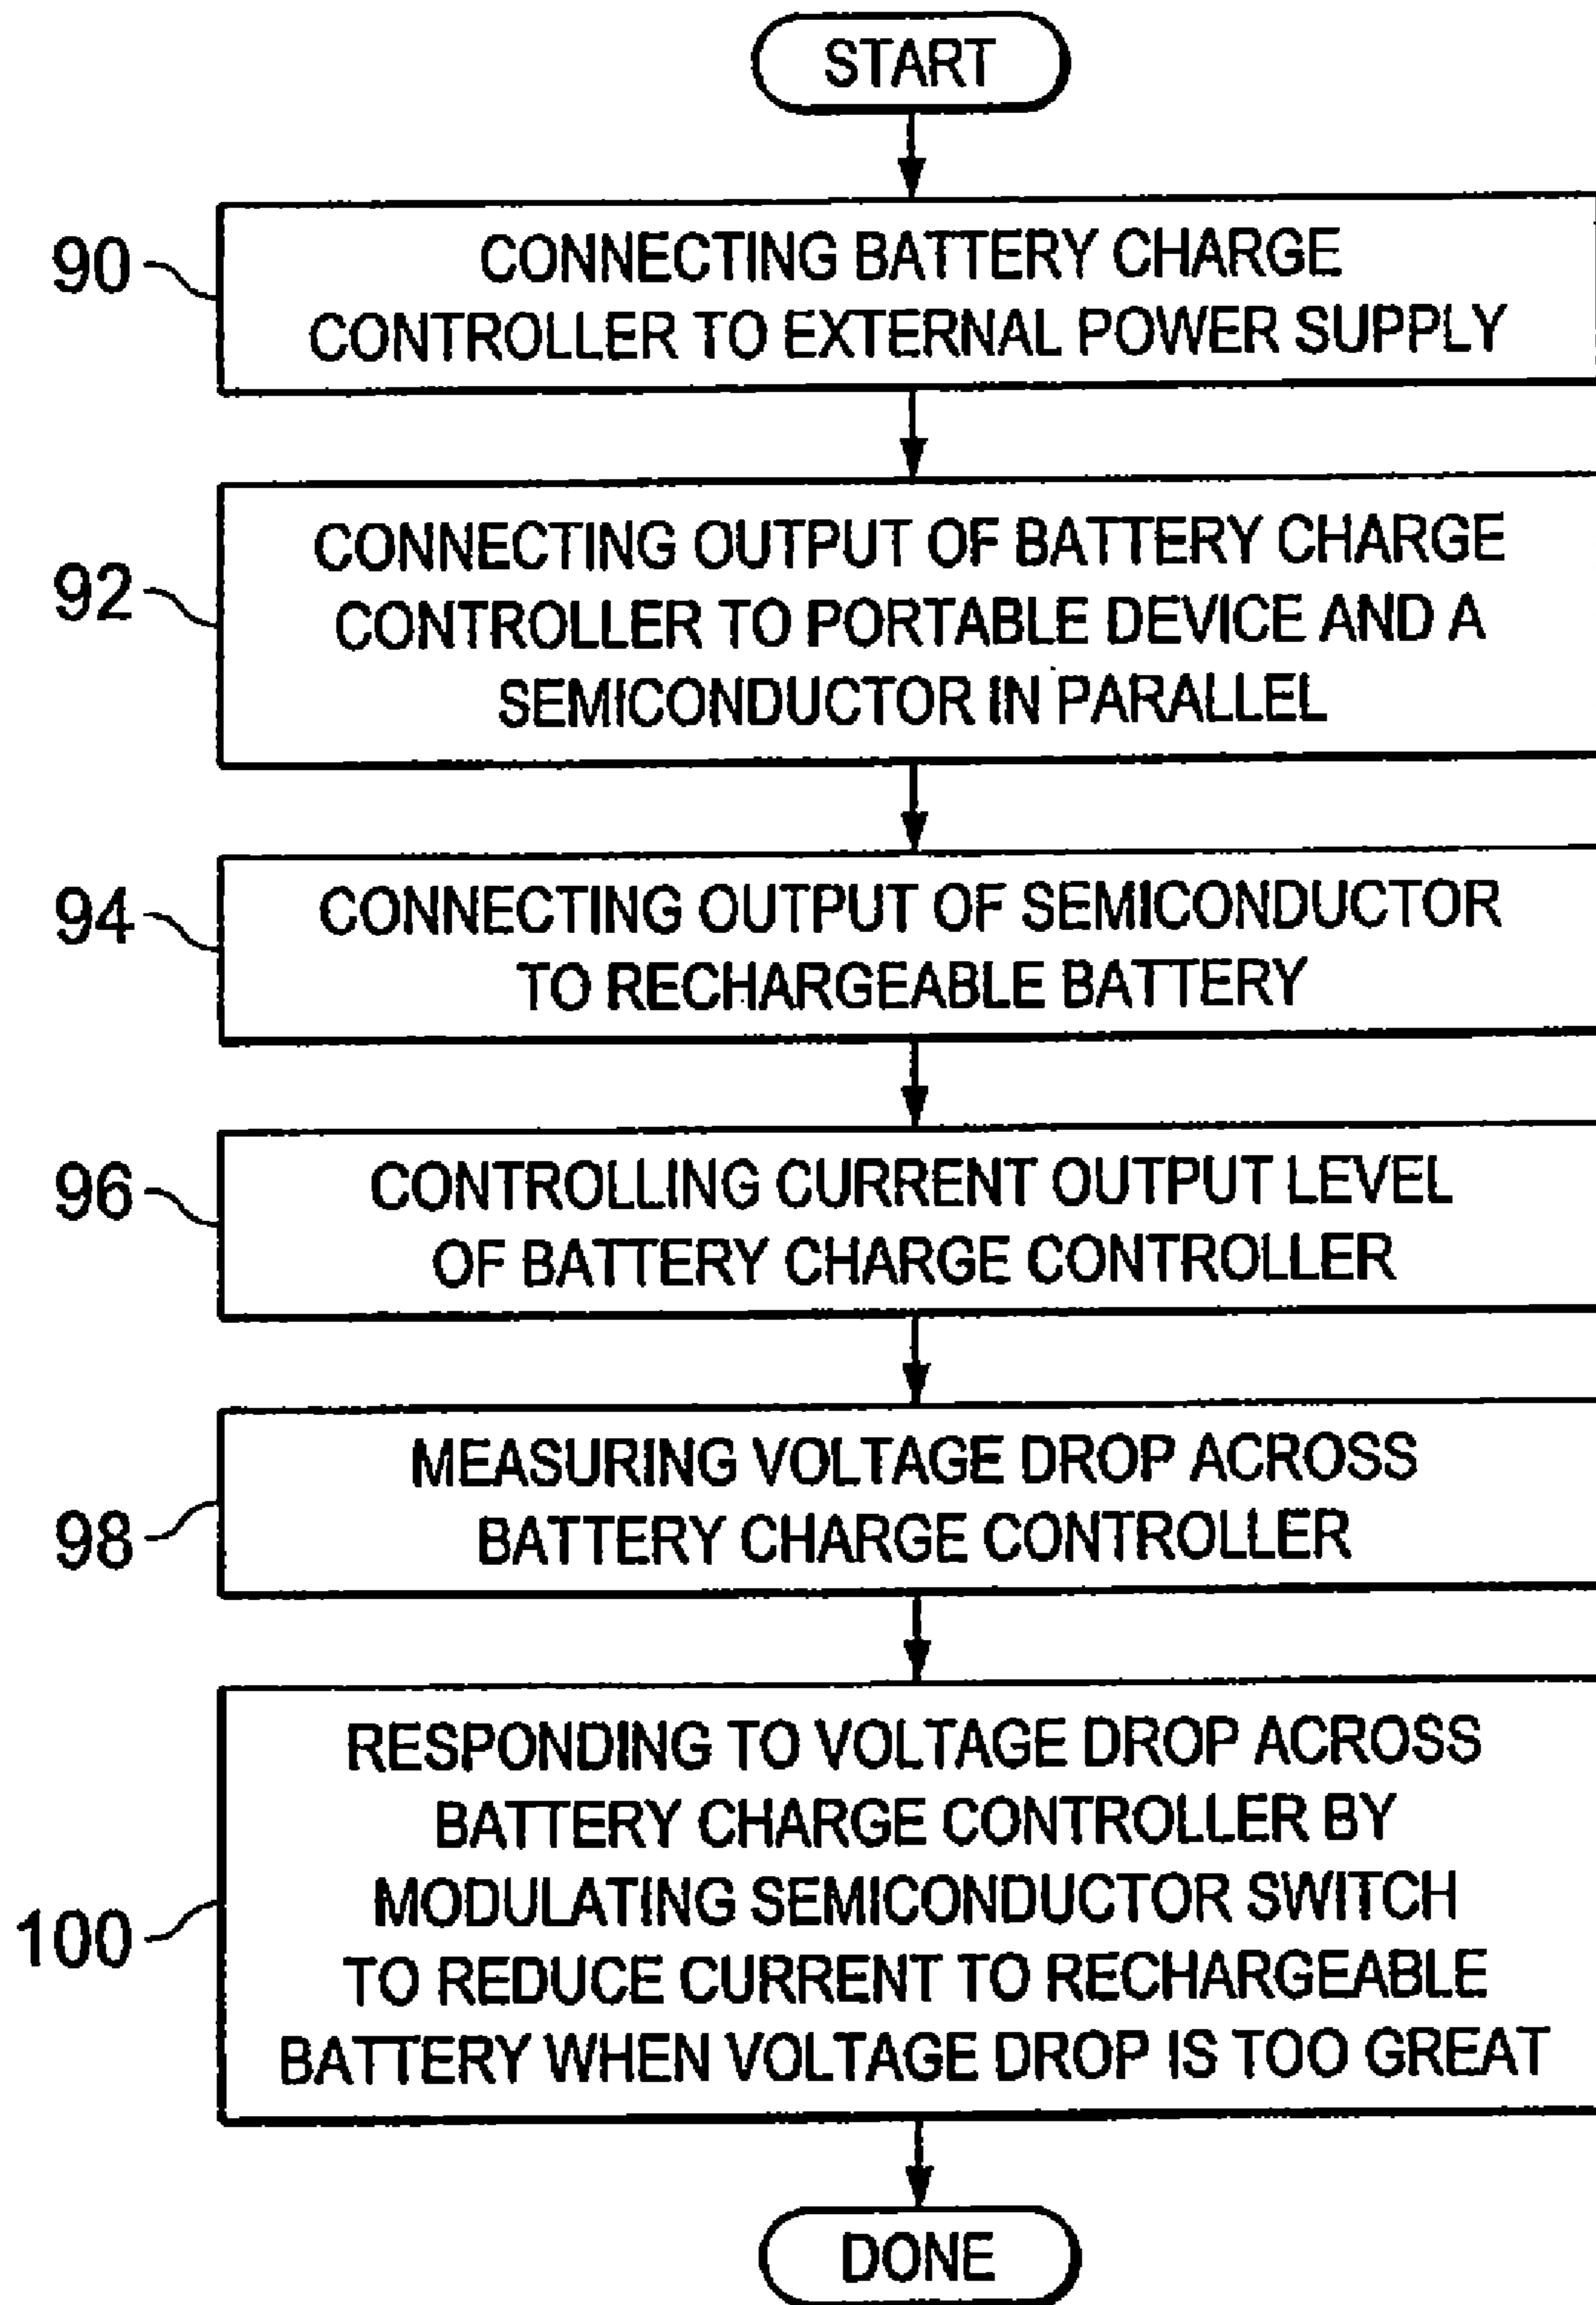 START
90
CONNECTING BATTERY CHARGE
CONTROLLER TO EXTERNAL POWER SUPPLY
92
CONNECTING OUTPUT OF BATTERY CHARGE
CONTROLLER TO PORTABLE DEVICE AND A
SEMICONDUCTOR IN PARALLEL
94
CONNECTING OUTPUT OF SEMICONDUCTOR
TO RECHARGEABLE BATTERY
96
CONTROLLING CURRENT OUTPUT LEVEL
OF BATTERY CHARGE CONTROLLER
98
MEASURING VOLTAGE DROP ACROSS
BATTERY CHARGE CONTROLLER
100
RESPONDING TO VOLTAGE DROP ACROSS
BATTERY CHARGE CONTROLLER BY
MODULATING SEMICONDUCTOR SWITCH
TO REDUCE CURRENT TO RECHARGEABLE
BATTERY WHEN VOLTAGE DROP IS TOO GREAT
DONE